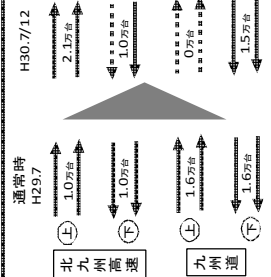 通常時
H29.7
H30.7/12
北九州高速
上
1.0万台
2.1万台
下
1.0万台
1.0万台
九州道
上
1.6万台
0万台
下
1.6万台
1.5万台